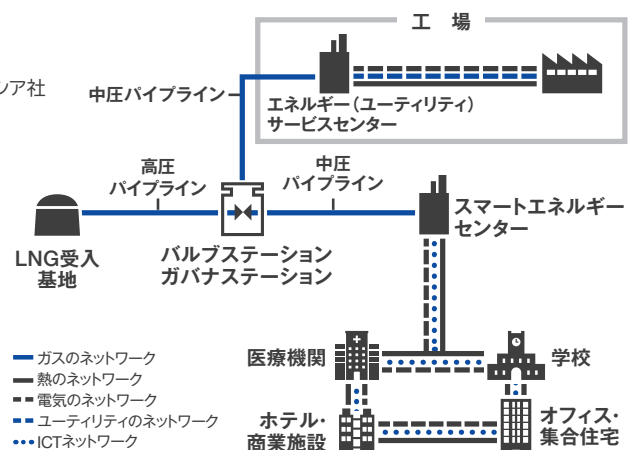 工 場
シア社
中圧パイプライン
エネルギー(ユーティリティ)
サービスセンター
高圧
パイプライン
中圧
パイプライン
スマートエネルギー
センター
LNG受入
基地
バルブステーション
ガバナステーション
医療機関
学校
ホテル・
商業施設
オフィス・
集合住宅
ガスのネットワーク
熱のネットワーク
電気のネットワーク
ユーティリティのネットワーク
ICTネットワーク